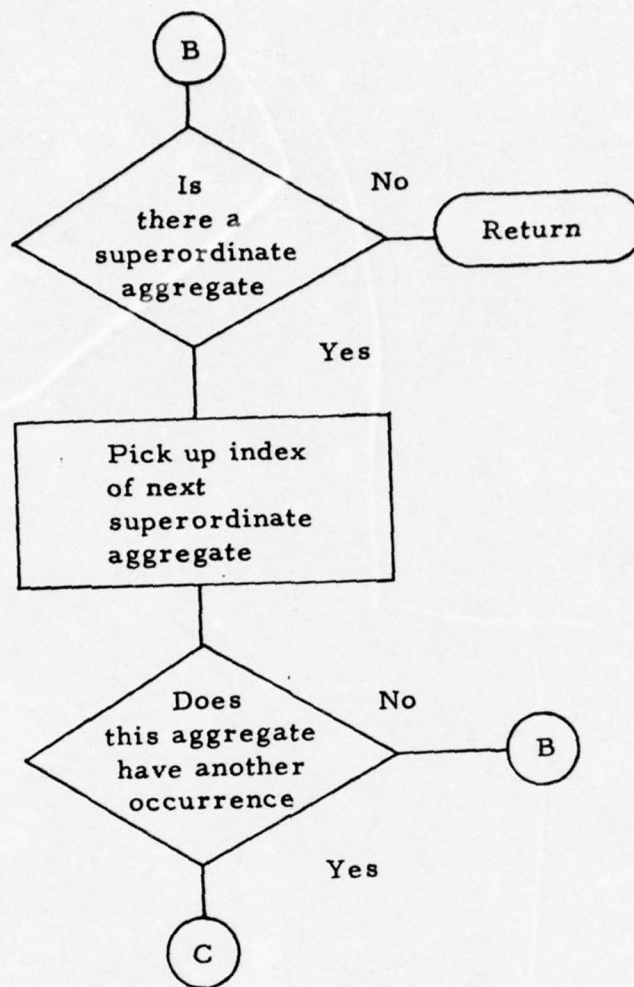 B
Is
there a
superordinate
aggregate
No
Return
Yes
Pick up index
of next
superordinate
aggregate
Does
this aggregate
have another
occurrence
No
B
Yes
C